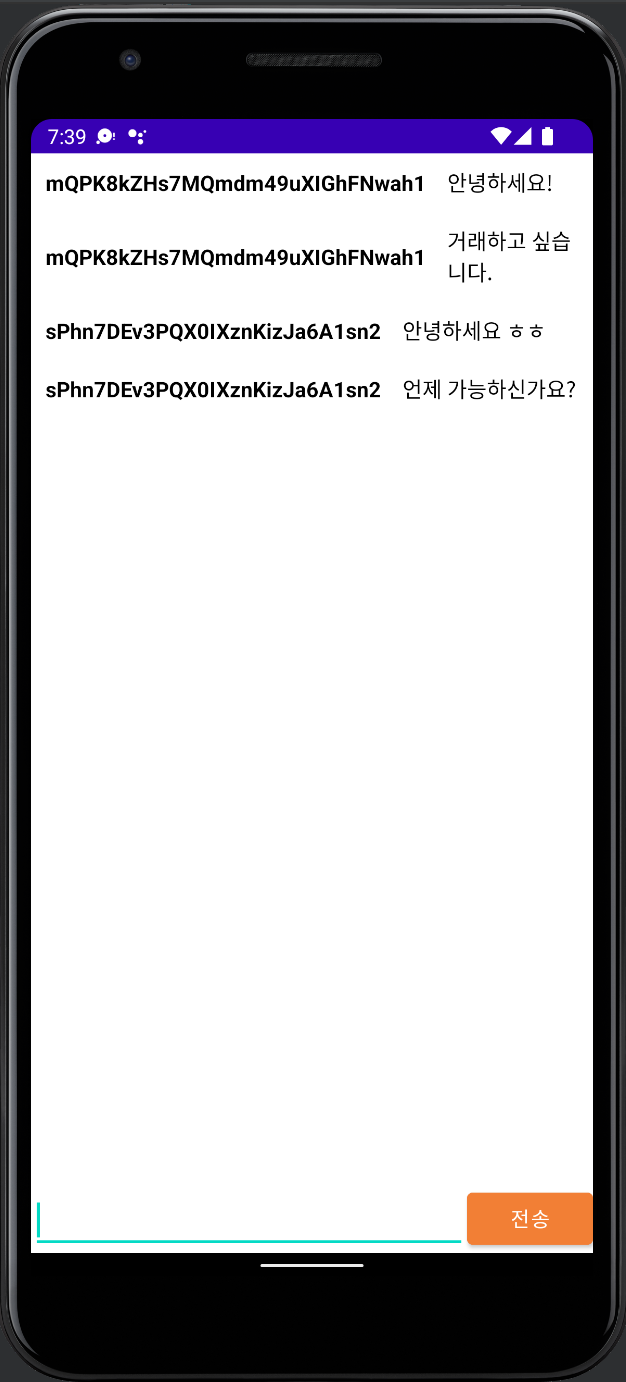 7:39
mQPK8kZHs7MQmdm49uXIGhFNwah1 안녕하세요!
mQPK8kZHs7MQmdm49uXIGhFNwah1 거래하고 싶습
니다.
sPhn7DEv3PQX0IXznKizJa6A1sn2 안녕하세요 ㅎㅎ
sPhn7DEv3PQX0IXznKizJa6A1sn2 언제 가능하신가요?
전송